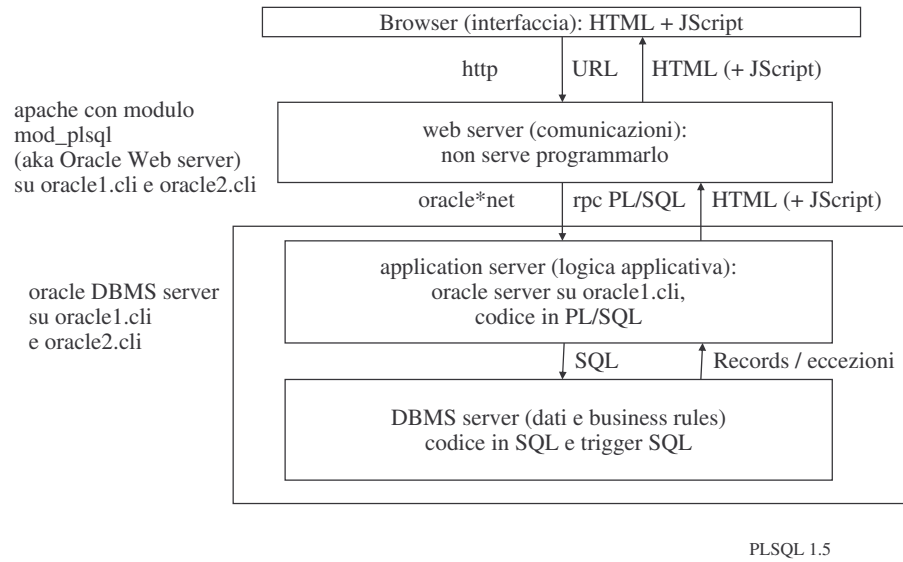 Browser (interfaccia): HTML + JScript
http URL HTML (+ JScript)
apache con modulo
mod_plsql
(aka Oracle Web server)
su oracle1.cli e oracle2.cli
web server (comunicazioni):
non serve programmarlo
oracle*net rpc PL/SQL HTML (+ JScript)
oracle DBMS server
su oracle1.cli
e oracle2.cli
application server (logica applicativa):
oracle server su oracle1.cli,
codice in PL/SQL
SQL Records / eccezioni
DBMS server (dati e business rules)
codice in SQL e trigger SQL
PLSQL 1.5